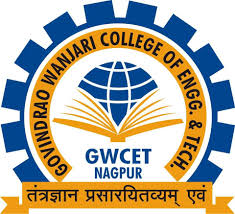 GOVINDRAO WANJARI COLLEGE OF ENGG. & TECH.
GWCET
NAGPUR
तंत्रज्ञान प्रसारयितव्यम् एवं